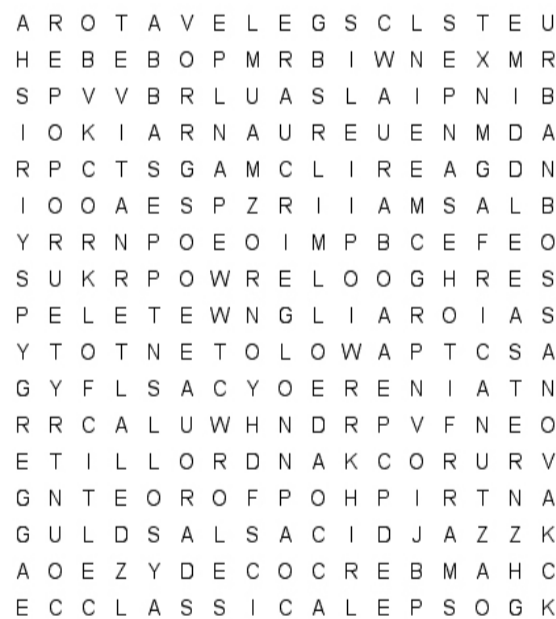 A R O T A V E L E G S C L S T E U
H E B E B O P M R B I W N E X M R
S P V V B R L U A S L A I P N I B
I O K I A R N A U R E U E N M D A
R P C T S G A M C L I R E A G D N
I O O A E S P Z R I I A M S A L B
Y R R N P O E O I M P B C E F E O
S U K R P O W R E L O O G H R E S
P E L E T E W N G L I A R O I A S
Y T O T N E T O L O W A P T C S A
G Y F L S A C Y O E R E N I A T N
R R C A L U W H N D R P V F N E O
E T I L L O R D N A K C O R U R V
G N T E O R O F P O H P I R T N A
G U L D S A L S A C I D J A Z Z K
A O E Z Y D E C O C R E B M A H C
E C C L A S S I C A L E P S O G K